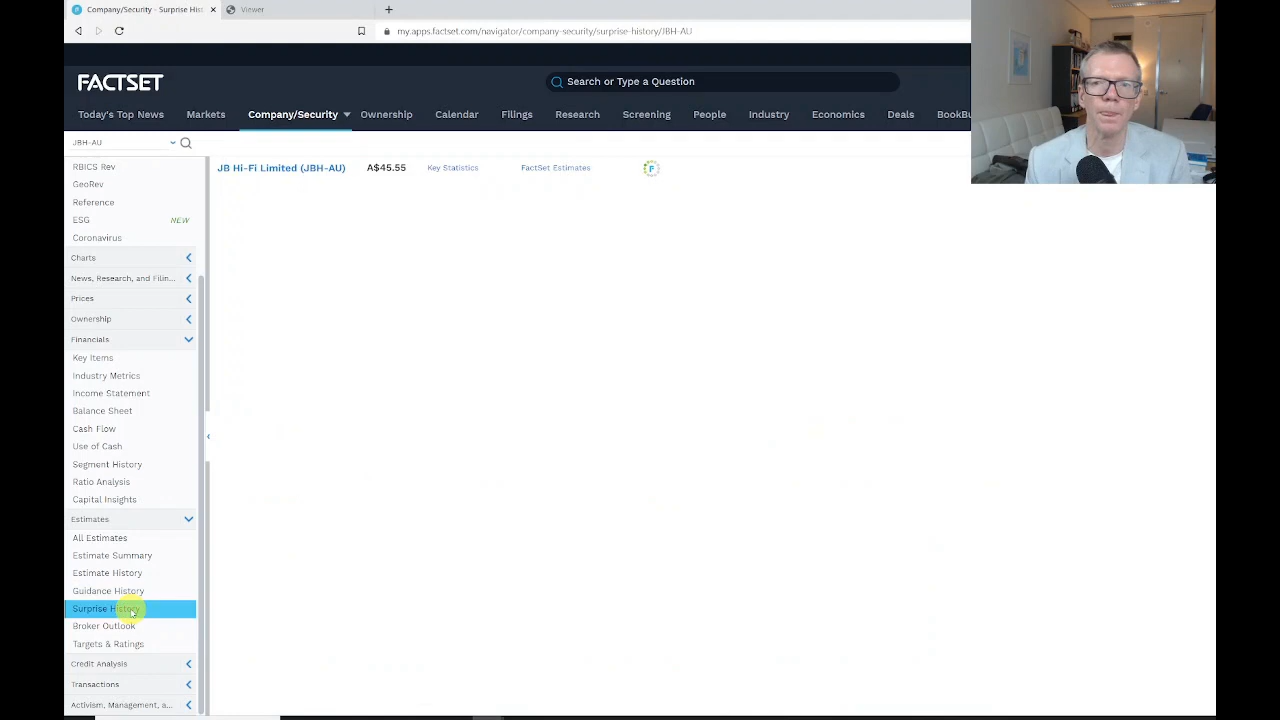 Company/Security - Surprise His
Viewer
my.apps.factset.com/navigator/company-security/surprise-history/JBH-AU
FACTSET
Search or Type a Question
Today's Top News
Markets
Company/Security
Ownership
Calendar
Filings
Research
Screening
People
Industry
Economics
Deals
BookBu
JBH-AU
RBICS Rev
JB Hi-Fi Limited (JBH-AU)
A$45.55
Key Statistics
FactSet Estimates
F
GeoRev
Reference
ESG
NEW
Coronavirus
Charts
News, Research, and Filin...
Prices
Ownership
Financials
Key Items
Industry Metrics
Income Statement
Balance Sheet
Cash Flow
Use of Cash
Segment History
Ratio Analysis
Capital Insights
Estimates
All Estimates
Estimate Summary
Estimate History
Guidance History
Surprise History
Broker Outlook
Targets & Ratings
Credit Analysis
Transactions
Activism, Management, a...